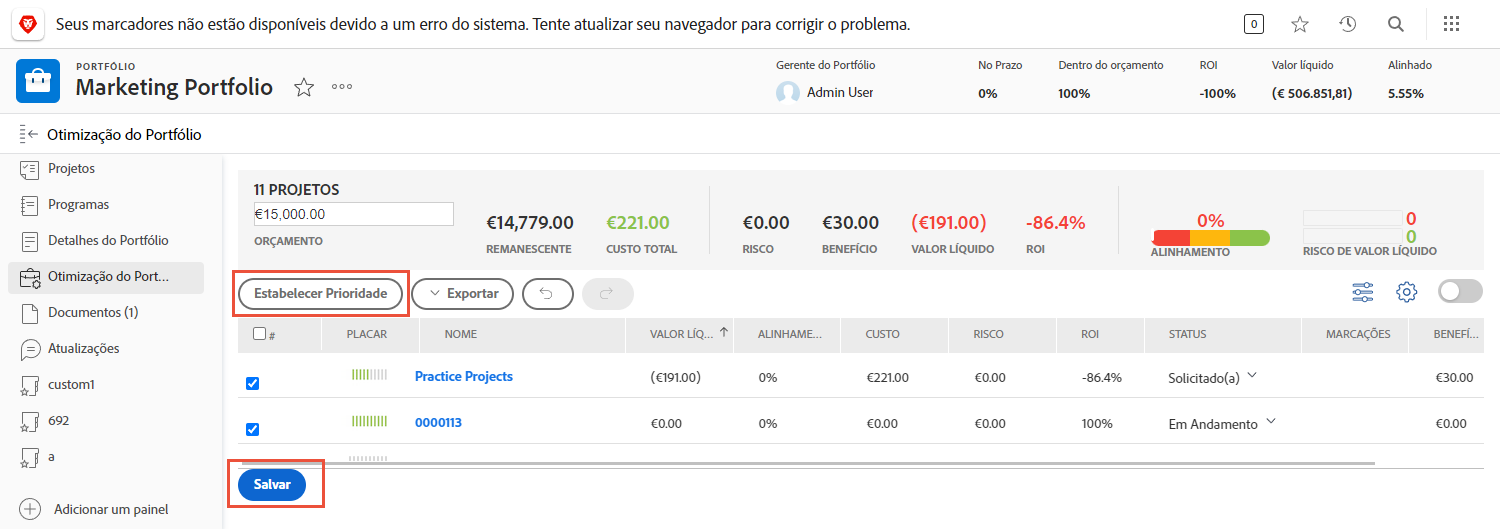 Seus marcadores não estão disponíveis devido a um erro do sistema. Tente atualizar seu navegador para corrigir o problema.
0
PORTFÓLIO
Marketing Portfolio
Gerente do Portfólio
Admin User
No Prazo
0%
Dentro do orçamento
100%
ROI
-100%
Valor líquido
(€ 506.851,81)
Alinhado
5.55%
Otimização do Portfólio
Projetos
Programas
Detalhes do Portfólio
Otimização do Port...
Documentos (1)
Atualizações
custom1
692
a
Adicionar um painel
11 PROJETOS
€15,000.00
ORÇAMENTO
€14,779.00
REMANESCENTE
€221.00
CUSTO TOTAL
€0.00
RISCO
€30.00
BENEFÍCIO
(€191.00)
VALOR LÍQUIDO
-86.4%
ROI
0%
ALINHAMENTO
0
0
RISCO DE VALOR LÍQUIDO
Estabelecer Prioridade
Exportar
# PLACAR NOME VALOR LÍQ... ALINHAME... CUSTO RISCO ROI STATUS MARCAÇÕES BENEFÍ...
Practice Projects (€191.00) 0% €221.00 €0.00 -86.4% Solicitado(a) €30.00
0000113 €0.00 0% €0.00 €0.00 100% Em Andamento €0.00
Salvar